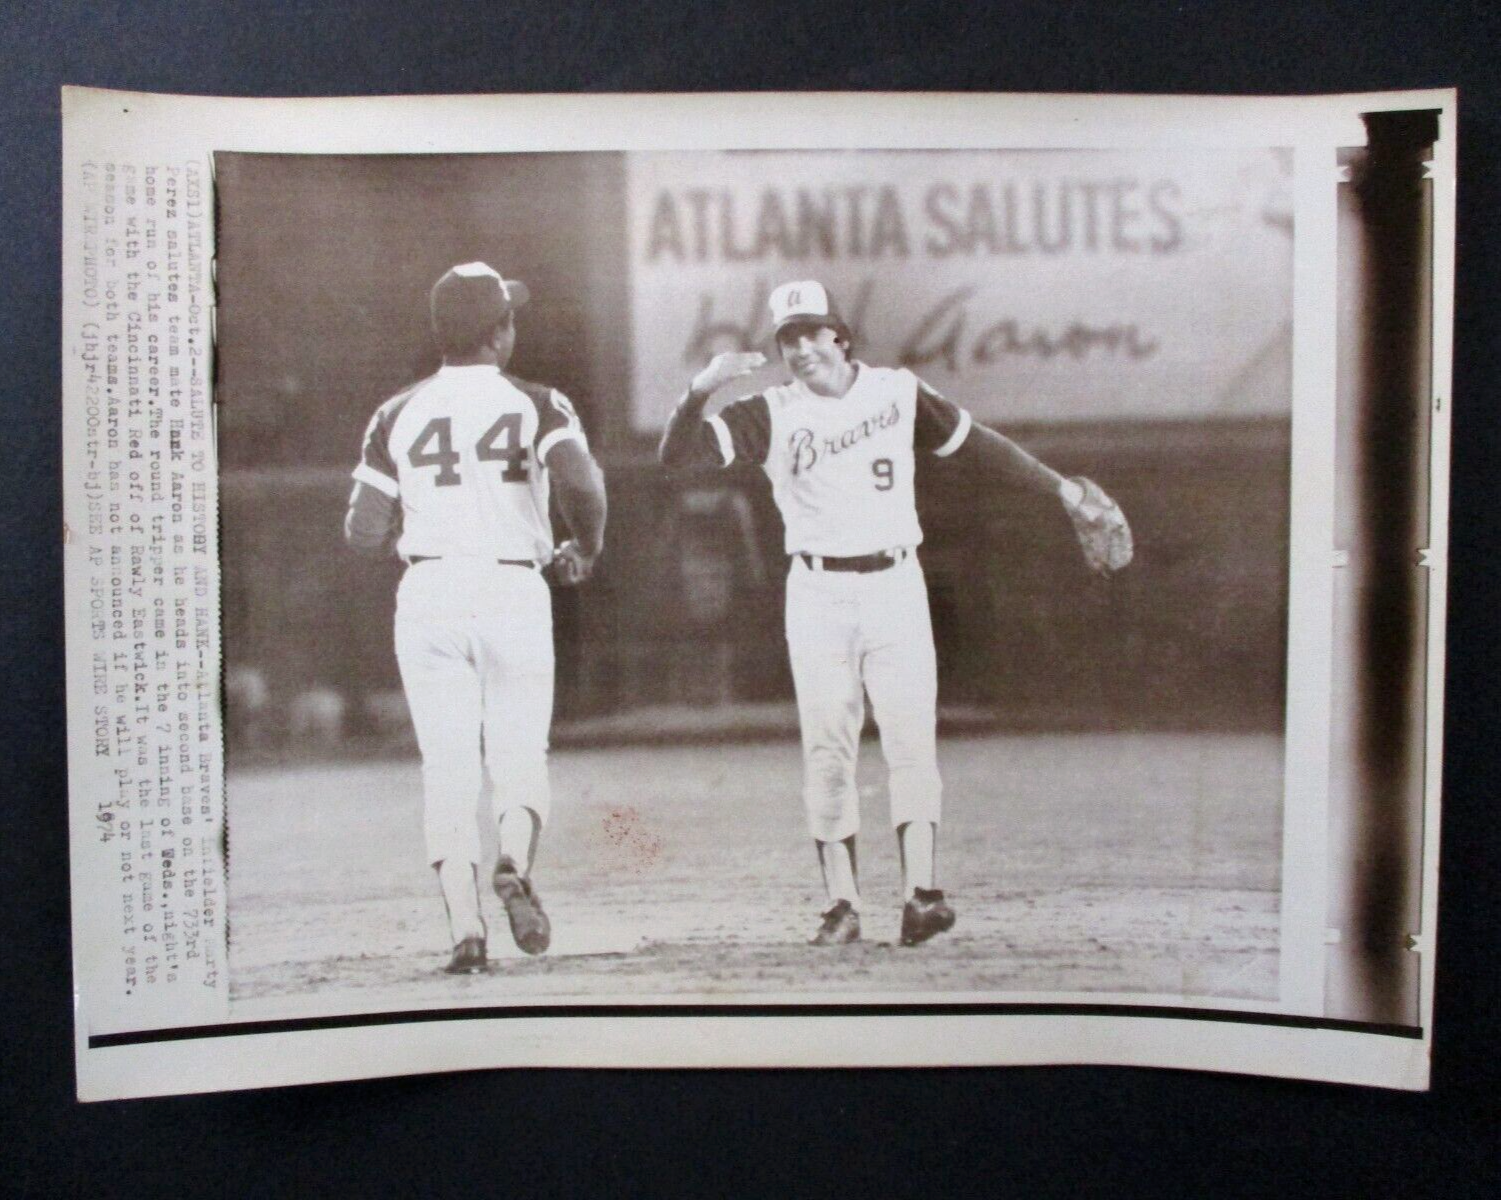 (AXS1)ATLANTA-Oct.2--SALUTE TO HISTORY AND HANK--Atlanta Braves' infielder Marty
Perez salutes team mate Hank Aaron as he heads into second base on the 733rd
home run of his career.The round tripper came in the 7 inning of Weds.,night's
game with the Cincinnati Red off of Rawly Eastwick.It was the last game of the
season for both teams.Aaron has not announced if he will play or not next year.
(AP WIREPHOTO) (jhjr42200str-bj)SEE AP SPORTS WIRE STORY 1974
ATLANTA SALUTES
Aaron
a
44
Braves
9